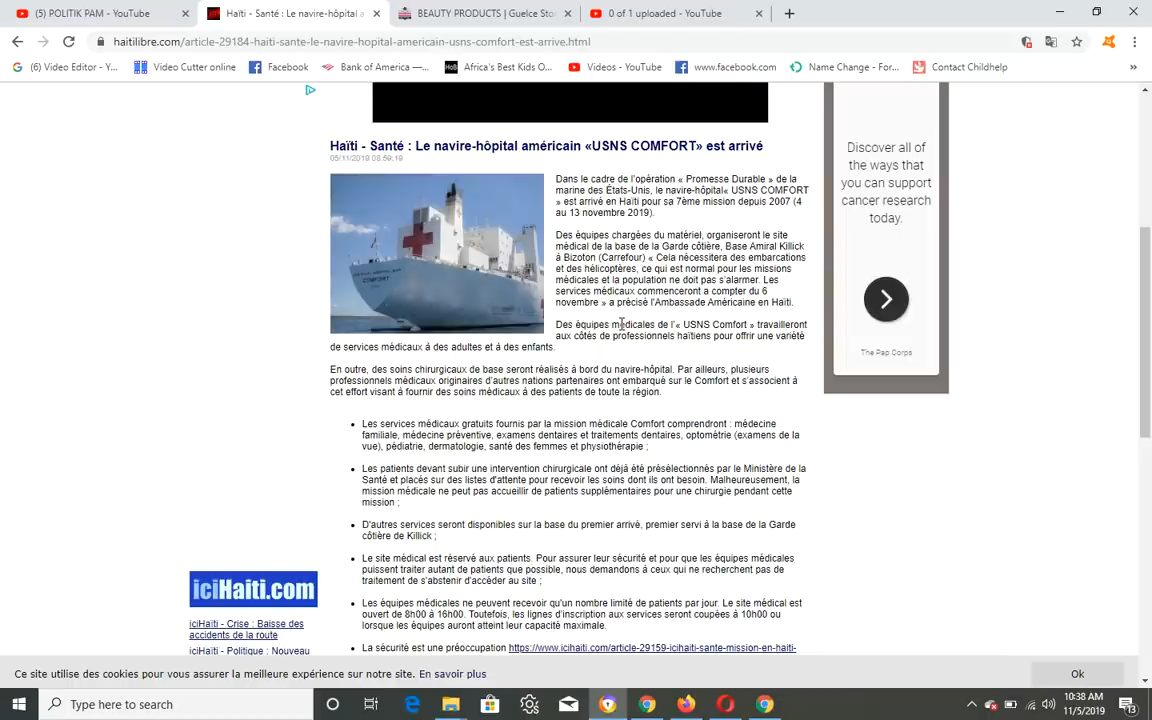 (5) POLITIK PAM - YouTube
Haïti - Santé : Le navire-hôpital a
BEAUTY PRODUCTS | Guelce Sto
0 of 1 uploaded - YouTube
haitilibre.com/article-29184-haiti-sante-le-navire-hopital-americain-usns-comfort-est-arrive.html
(6) Video Editor - Y...
Video Cutter online
Facebook
Bank of America —...
Africa's Best Kids O...
Videos - YouTube
www.facebook.com
Name Change - For...
Contact Childhelp
»
Haïti - Santé : Le navire-hôpital américain «USNS COMFORT» est arrivé
05/11/2019 08:59:19
Dans le cadre de l'opération « Promesse Durable » de la
marine des États-Unis, le navire-hôpital« USNS COMFORT
» est arrivé en Haïti pour sa 7ème mission depuis 2007 (4
au 13 novembre 2019).
Des équipes chargées du matériel, organiseront le site
médical de la base de la Garde côtière, Base Amiral Killick
à Bizoton (Carrefour) « Cela nécessitera des embarcations
et des hélicoptères, ce qui est normal pour les missions
médicales et la population ne doit pas s'alarmer. Les
services médicaux commenceront a compter du 6
novembre » a précisé l'Ambassade Américaine en Haïti.
Des équipes médicales de l'« USNS Comfort » travailleront
aux côtés de professionnels haïtiens pour offrir une variété
de services médicaux à des adultes et à des enfants.
En outre, des soins chirurgicaux de base seront réalisés à bord du navire-hôpital. Par ailleurs, plusieurs
professionnels médicaux originaires d'autres nations partenaires ont embarqué sur le Comfort et s'associent à
cet effort visant à fournir des soins médicaux à des patients de toute la région.
• Les services médicaux gratuits fournis par la mission médicale Comfort comprendront : médecine
familiale, médecine préventive, examens dentaires et traitements dentaires, optométrie (examens de la
vue), pédiatrie, dermatologie, santé des femmes et physiothérapie ;
• Les patients devant subir une intervention chirurgicale ont déjà été présélectionnés par le Ministère de la
Santé et placés sur des listes d'attente pour recevoir les soins dont ils ont besoin. Malheureusement, la
mission médicale ne peut pas accueillir de patients supplémentaires pour une chirurgie pendant cette
mission ;
• D'autres services seront disponibles sur la base du premier arrivé, premier servi à la base de la Garde
côtière de Killick ;
• Le site médical est réservé aux patients. Pour assurer leur sécurité et pour que les équipes médicales
puissent traiter autant de patients que possible, nous demandons à ceux qui ne recherchent pas de
traitement de s'abstenir d'accéder au site ;
• Les équipes médicales ne peuvent recevoir qu'un nombre limité de patients par jour. Le site médical est
ouvert de 8h00 à 16h00. Toutefois, les lignes d'inscription aux services seront coupées à 10h00 ou
lorsque les équipes auront atteint leur capacité maximale.
• La sécurité est une préoccupation https://www.icihaiti.com/article-29159-icihaiti-sante-mission-en-haiti-
Discover all of
the ways that
you can support
cancer research
today.
The Pap Corps
iciHaiti.com
iciHaïti - Crise : Baisse des
accidents de la route
iciHaïti - Politique : Nouveau
Ce site utilise des cookies pour vous assurer la meilleure expérience sur notre site. En savoir plus
Ok
Type here to search
10:38 AM
11/5/2019
13